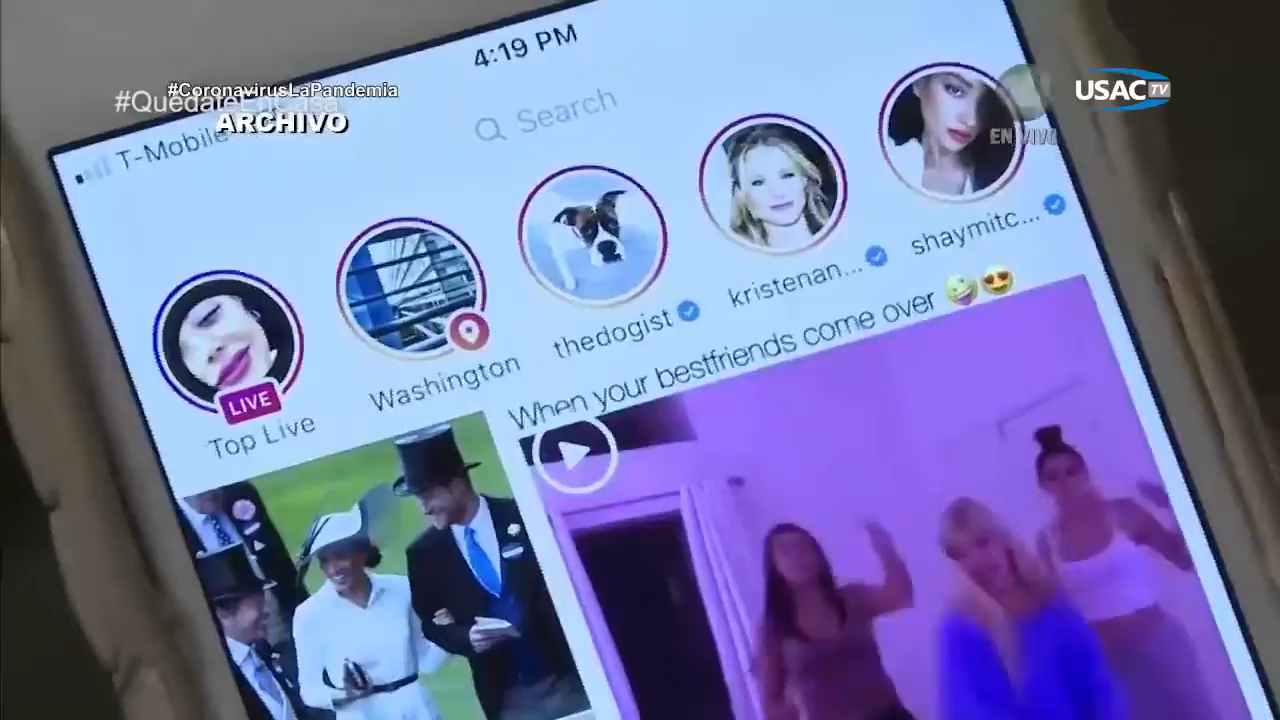 4:19 PM
#CoronavirusLaPandemia
#QuédateEnCasa
ARCHIVO
USAC TV
EN VIVO
T-Mobile
Search
shaymitc...
kristenan...
thedogist
Washington
LIVE
Top Live
When your bestfriends come over 🤪😍